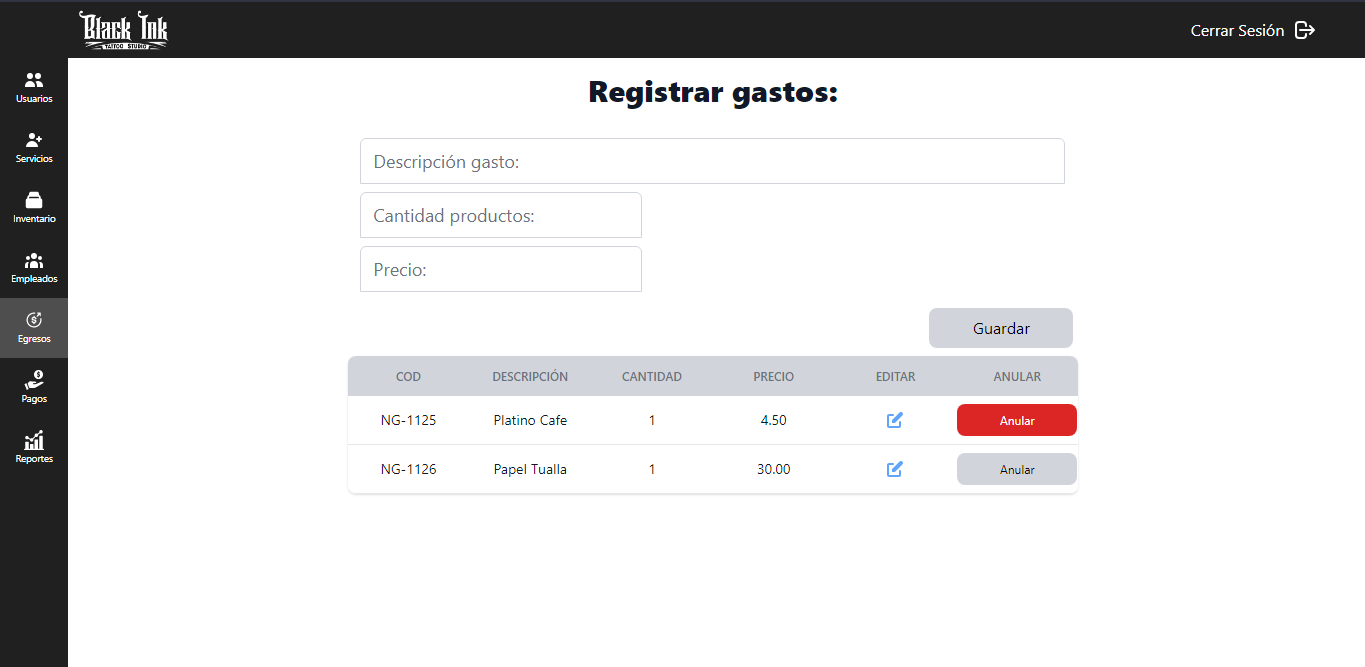 Black Ink
TATTOO STUDIO
Cerrar Sesión
Usuarios
Servicios
Inventario
Empleados
Egresos
Pagos
Reportes
Registrar gastos:
Descripción gasto:
Cantidad productos:
Precio:
Guardar
COD DESCRIPCIÓN CANTIDAD PRECIO EDITAR ANULAR
NG-1125 Platino Cafe 1 4.50 Anular
NG-1126 Papel Tualla 1 30.00 Anular